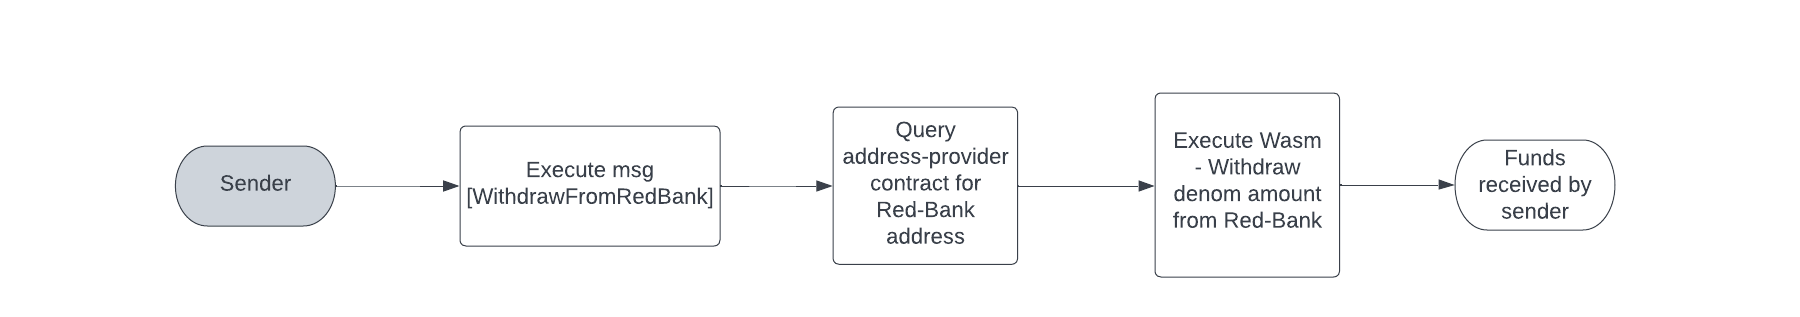 Sender
Execute msg
[WithdrawFromRedBank]
Query
address-provider
contract for
Red-Bank
address
Execute Wasm
- Withdraw
denom amount
from Red-Bank
Funds
received by
sender